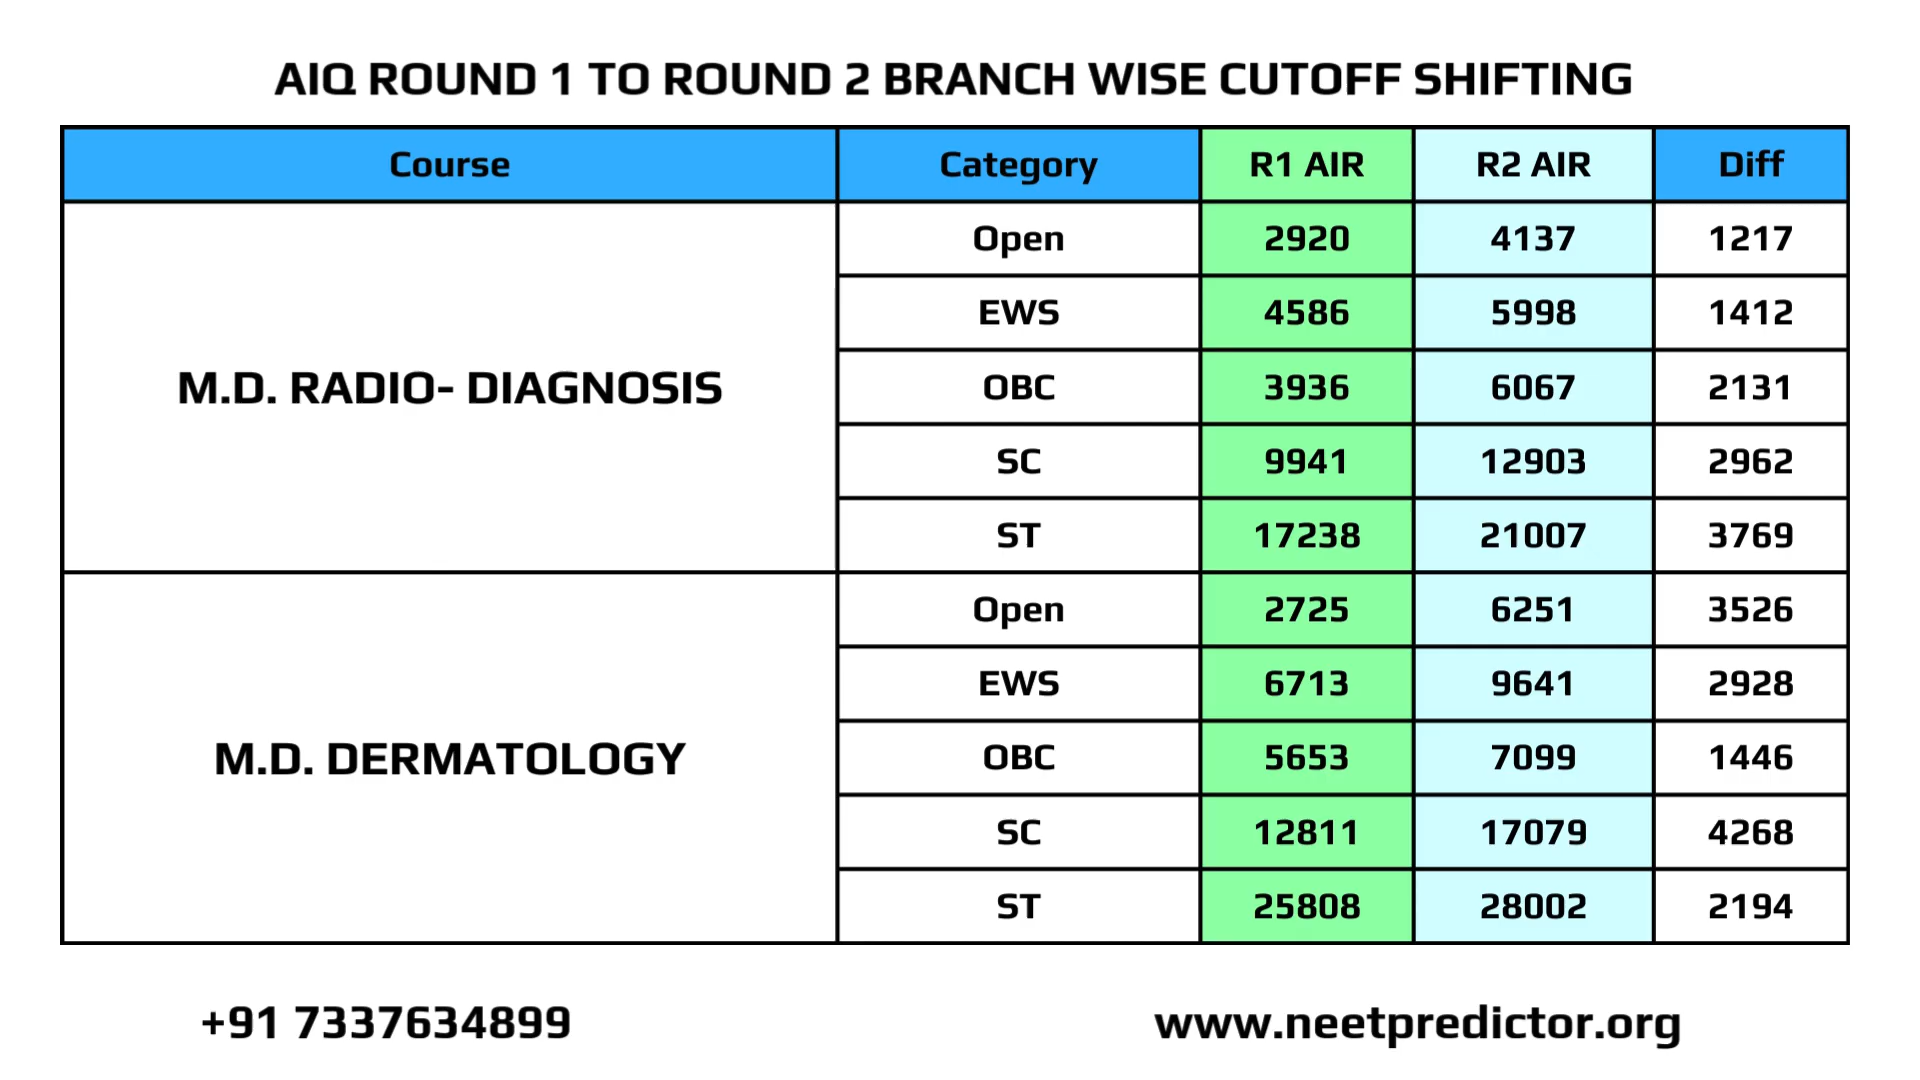 AIQ ROUND 1 TO ROUND 2 BRANCH WISE CUTOFF SHIFTING
Course Category R1 AIR R2 AIR Diff
M.D. RADIO- DIAGNOSIS
Open 2920 4137 1217
EWS 4586 5998 1412
OBC 3936 6067 2131
SC 9941 12903 2962
ST 17238 21007 3769
M.D. DERMATOLOGY
Open 2725 6251 3526
EWS 6713 9641 2928
OBC 5653 7099 1446
SC 12811 17079 4268
ST 25808 28002 2194
+91 7337634899 www.neetpredictor.org